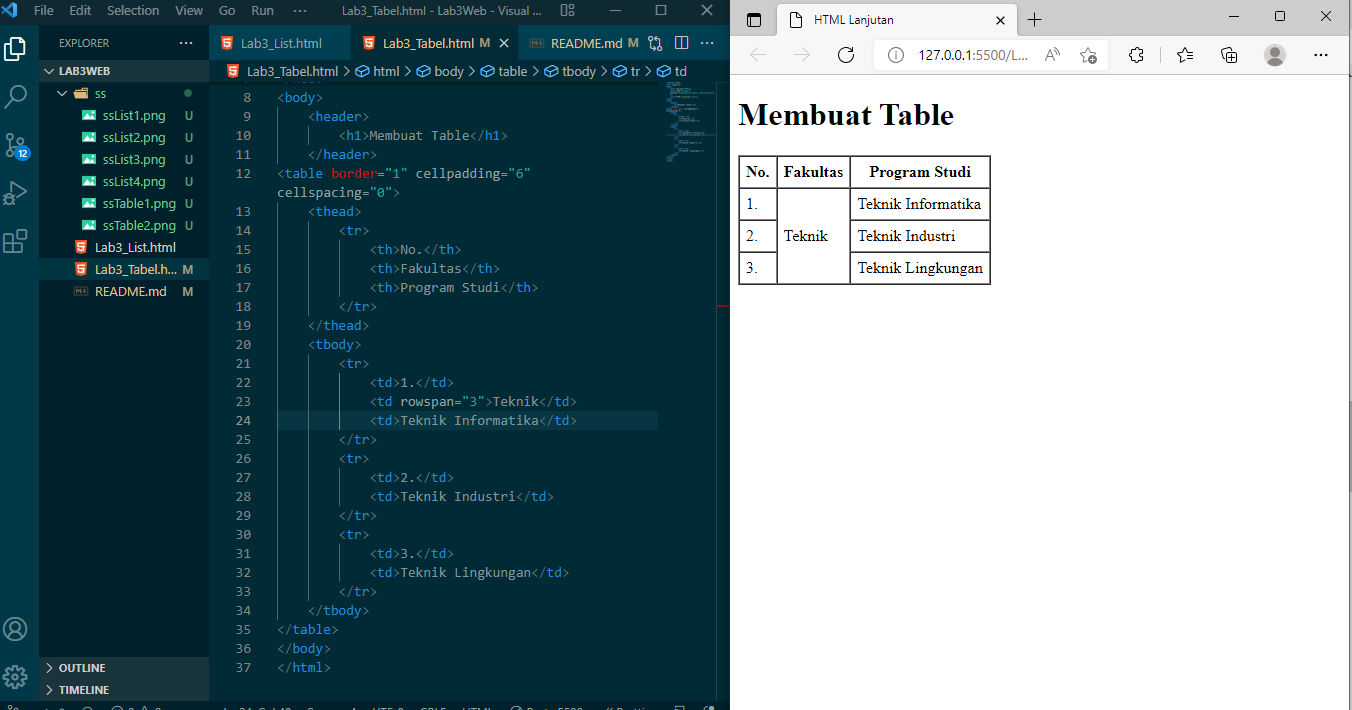 File Edit Selection View Go Run ··· Lab3_Tabel.html - Lab3Web - Visual ...
EXPLORER ···
LAB3WEB
ss
ssList1.png U
ssList2.png U
ssList3.png U
ssList4.png U
ssTable1.png U
ssTable2.png U
Lab3_List.html
Lab3_Tabel.h... M
README.md M
OUTLINE
TIMELINE
12
Lab3_List.html Lab3_Tabel.html M README.md M ···
Lab3_Tabel.html > html > body > table > tbody > tr > td
8 <body>
9 <header>
10 <h1>Membuat Table</h1>
11 </header>
12 <table border="1" cellpadding="6"
cellspacing="0">
13 <thead>
14 <tr>
15 <th>No.</th>
16 <th>Fakultas</th>
17 <th>Program Studi</th>
18 </tr>
19 </thead>
20 <tbody>
21 <tr>
22 <td>1.</td>
23 <td rowspan="3">Teknik</td>
24 <td>Teknik Informatika</td>
25 </tr>
26 <tr>
27 <td>2.</td>
28 <td>Teknik Industri</td>
29 </tr>
30 <tr>
31 <td>3.</td>
32 <td>Teknik Lingkungan</td>
33 </tr>
34 </tbody>
35 </table>
36 </body>
37 </html>
HTML Lanjutan
127.0.0.1:5500/L...
Membuat Table
No. Fakultas Program Studi
1. Teknik Informatika
2. Teknik Teknik Industri
3. Teknik Lingkungan